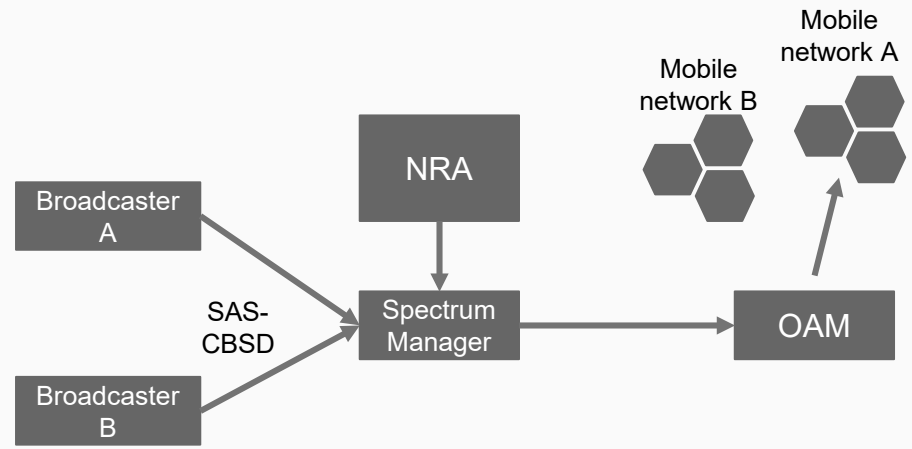 Mobile
network A
Mobile
network B
NRA
Broadcaster
A
SAS-
CBSD
Spectrum
Manager
OAM
Broadcaster
B